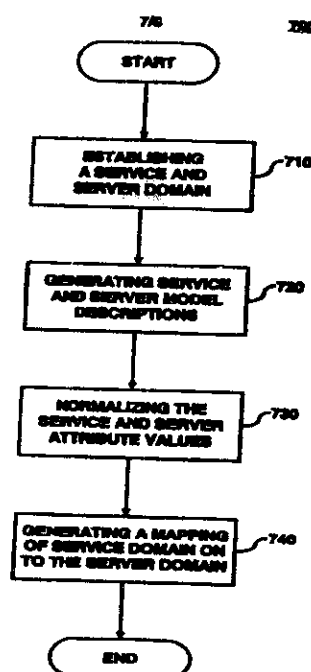 7/8
700
START
ESTABLISHING
A SERVICE AND
SERVER DOMAIN
710
GENERATING SERVICE
AND SERVER MODEL
DESCRIPTIONS
720
NORMALIZING THE
SERVICE AND SERVER
ATTRIBUTE VALUES
730
GENERATING A MAPPING
OF SERVICE DOMAIN ON
TO THE SERVER DOMAIN
740
END